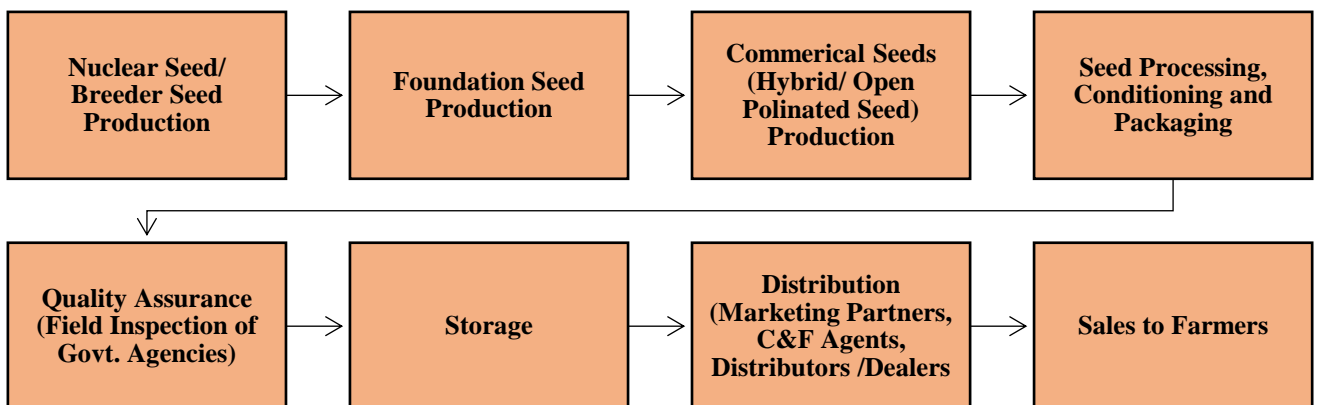 Nuclear Seed/
Breeder Seed
Production
Foundation Seed
Production
Commerical Seeds
(Hybrid/ Open
Polinated Seed)
Production
Seed Processing,
Conditioning and
Packaging
Quality Assurance
(Field Inspection of
Govt. Agencies)
Storage
Distribution
(Marketing Partners,
C&F Agents,
Distributors /Dealers
Sales to Farmers